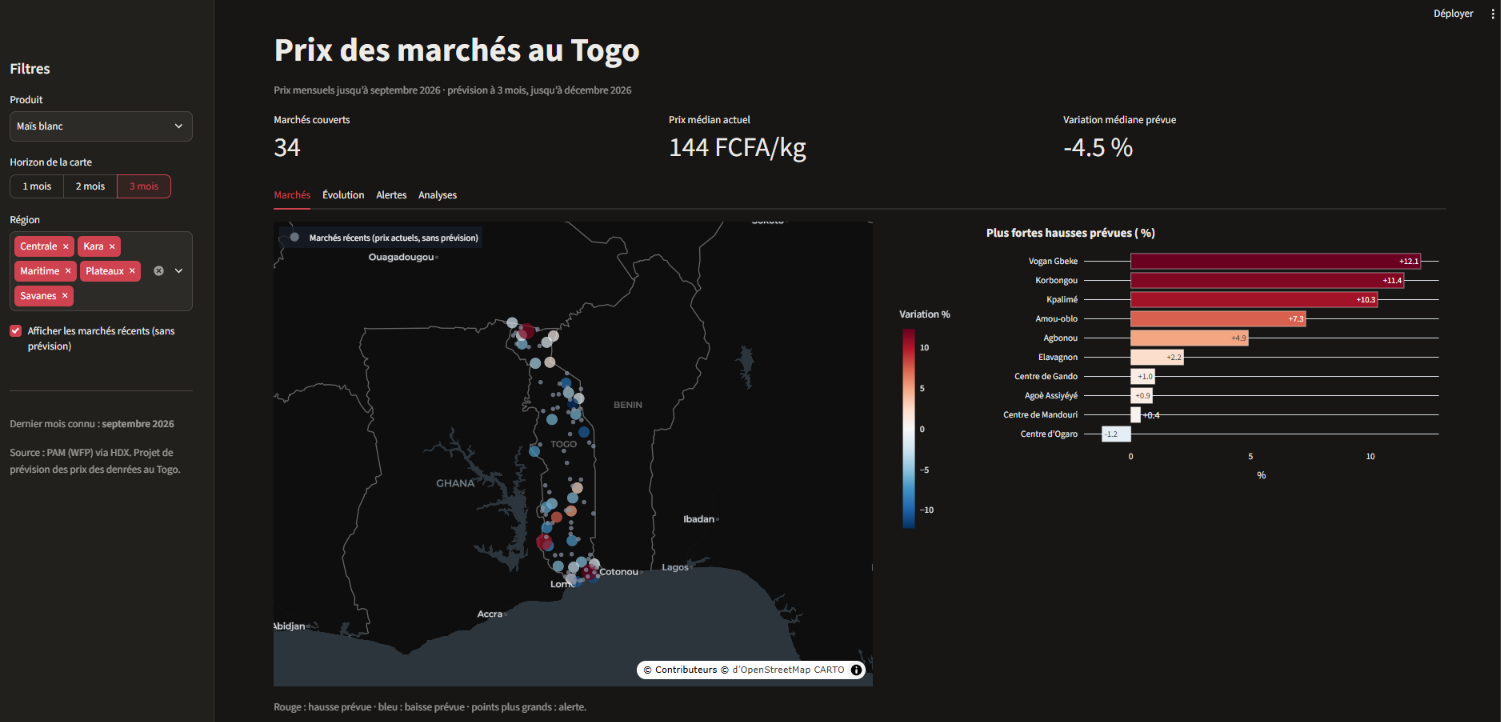 Déployer
Filtres
Produit
Maïs blanc
Horizon de la carte
1 mois
2 mois
3 mois
Région
Centrale ×
Kara ×
Maritime ×
Plateaux ×
Savanes ×
Afficher les marchés récents (sans
prévision)
Dernier mois connu : septembre 2026
Source : PAM (WFP) via HDX. Projet de
prévision des prix des denrées au Togo.
Prix des marchés au Togo
Prix mensuels jusqu'à septembre 2026 · prévision à 3 mois, jusqu'à décembre 2026
Marchés couverts
34
Prix médian actuel
144 FCFA/kg
Variation médiane prévue
-4.5 %
Marchés
Évolution
Alertes
Analyses
Marchés récents (prix actuels, sans prévision)
Ouagadougou
BENIN
TOGO
GHANA
Ibadan
Cotonou
Lagos
Accra
Abidjan
© Contributeurs © d'OpenStreetMap CARTO
Variation %
10
5
0
−5
−10
Plus fortes hausses prévues ( %)
Vogan Gbeke
+12.1
Korbongou
+11.4
Kpalimé
+10.3
Amou-oblo
+7.3
Agbonou
+4.9
Elavagnon
+2.2
Centre de Gando
+1.0
Agoè Assiyéyé
+0.9
Centre de Mandouri
+0.4
Centre d'Ogaro
-1.2
0
5
10
%
Rouge : hausse prévue · bleu : baisse prévue · points plus grands : alerte.